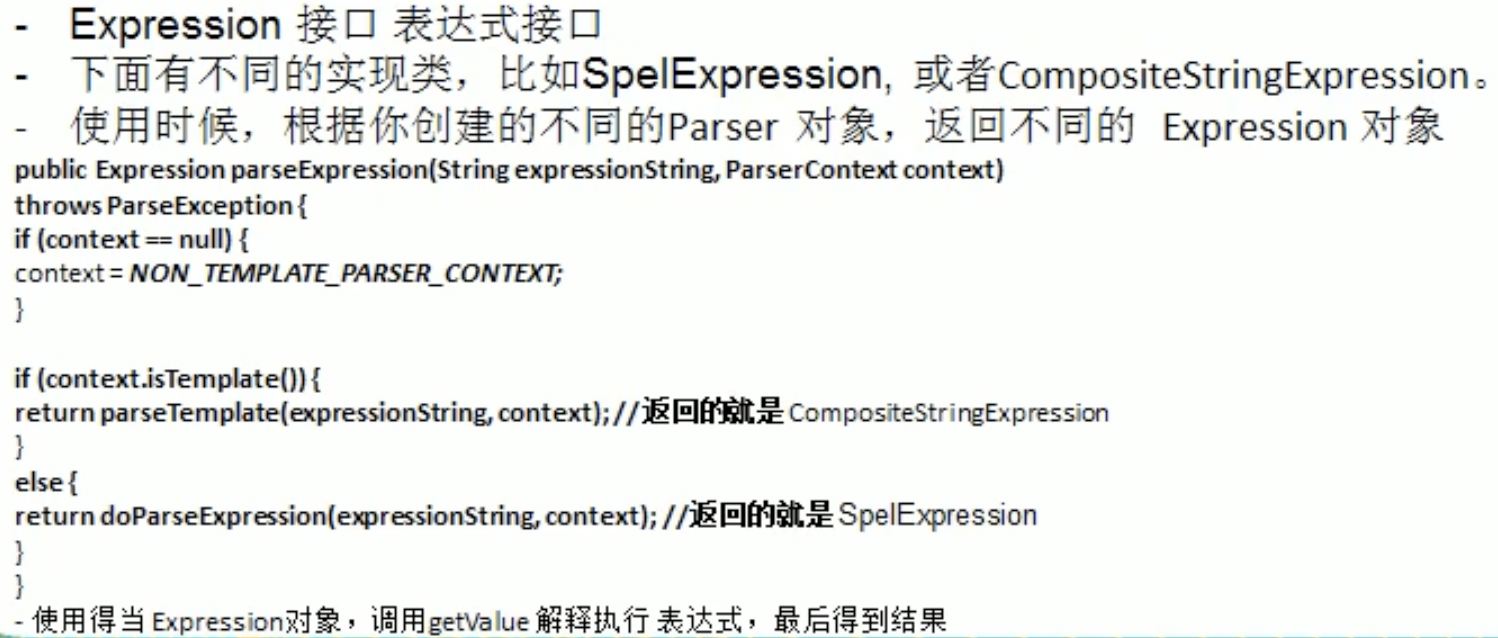 - Expression 接口 表达式接口
- 下面有不同的实现类，比如SpelExpression, 或者CompositeStringExpression。
- 使用时候，根据你创建的不同的Parser 对象，返回不同的 Expression 对象
public Expression parseExpression(String expressionString, ParserContext context)
throws ParseException {
if (context == null) {
context = NON_TEMPLATE_PARSER_CONTEXT;
}
if (context.isTemplate()) {
return parseTemplate(expressionString, context); //返回的就是 CompositeStringExpression
}
else {
return doParseExpression(expressionString, context); //返回的就是 SpelExpression
}
}
- 使用得当 Expression对象，调用getValue 解释执行 表达式，最后得到结果